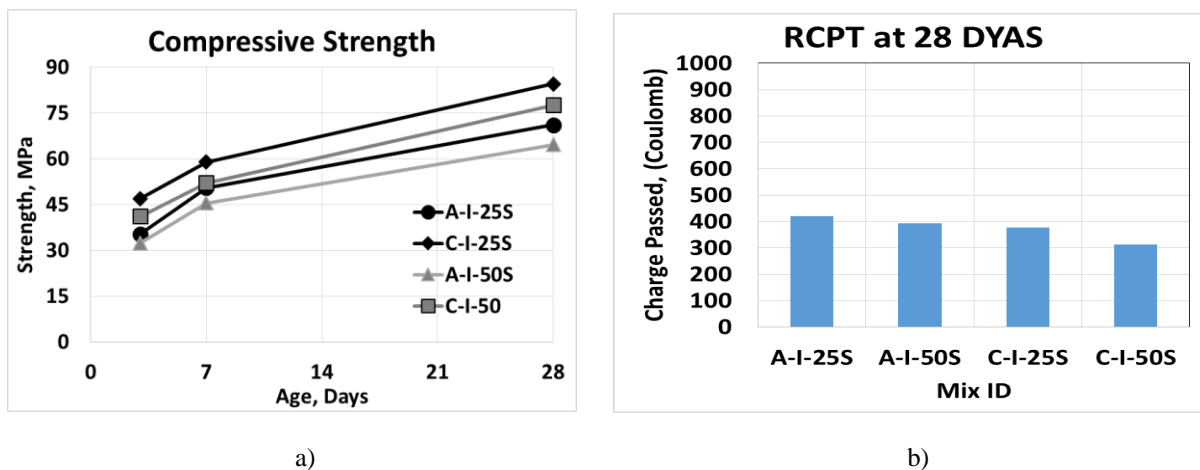 Compressive Strength
90
75
60
45
30
15
0
Strength, MPa
A-I-25S
C-I-25S
A-I-50S
C-I-50
0 7 14 21 28
Age, Days
a)
RCPT at 28 DYAS
1000
900
800
700
600
500
400
300
200
100
0
Charge Passed, (Coulomb)
A-I-25S A-I-50S C-I-25S C-I-50S
Mix ID
b)